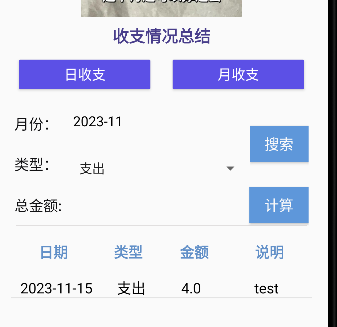 收支情况总结
日收支 月收支
月份： 2023-11
搜索
类型： 支出
总金额: 计算
日期 类型 金额 说明
2023-11-15 支出 4.0 test